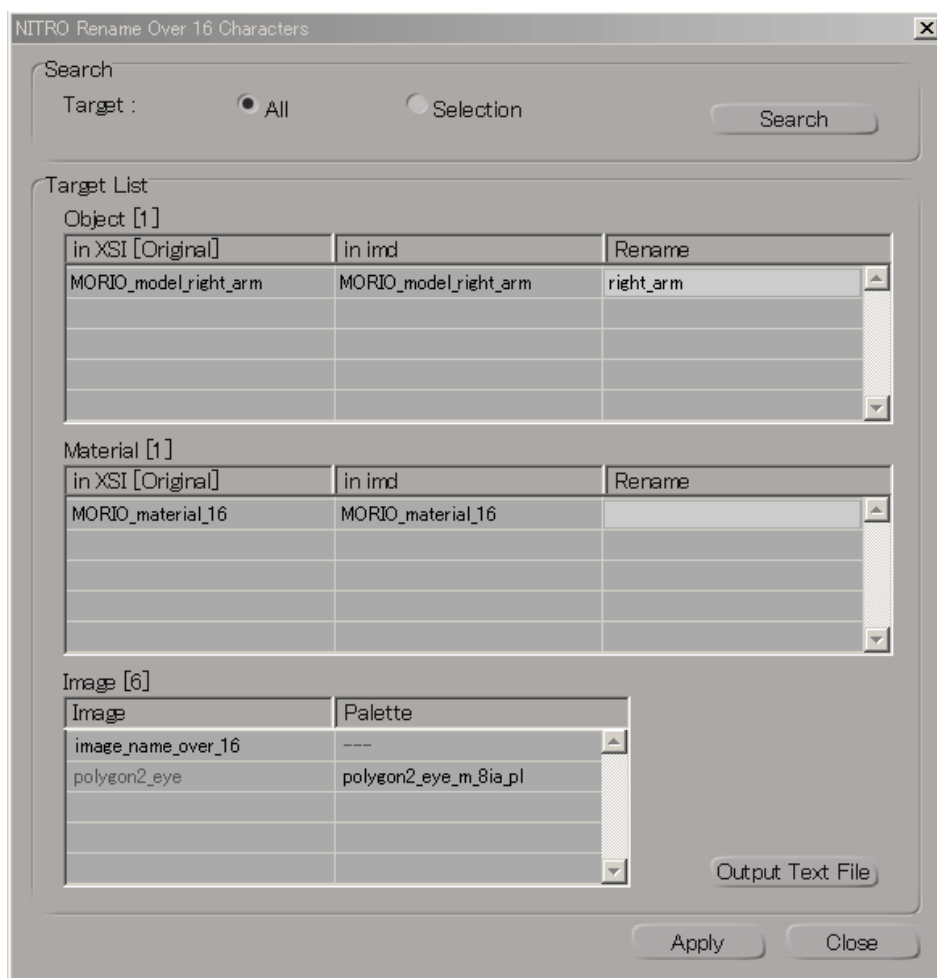 NITRO Rename Over 16 Characters
Search
Target : All Selection Search
Target List
Object [1]
in XSI [Original] in imd Rename
MORIO_model_right_arm MORIO_model_right_arm right_arm
Material [1]
in XSI [Original] in imd Rename
MORIO_material_16 MORIO_material_16
Image [6]
Image Palette
image_name_over_16 ---
polygon2_eye polygon2_eye_m_8ia_pl
Output Text File
Apply Close